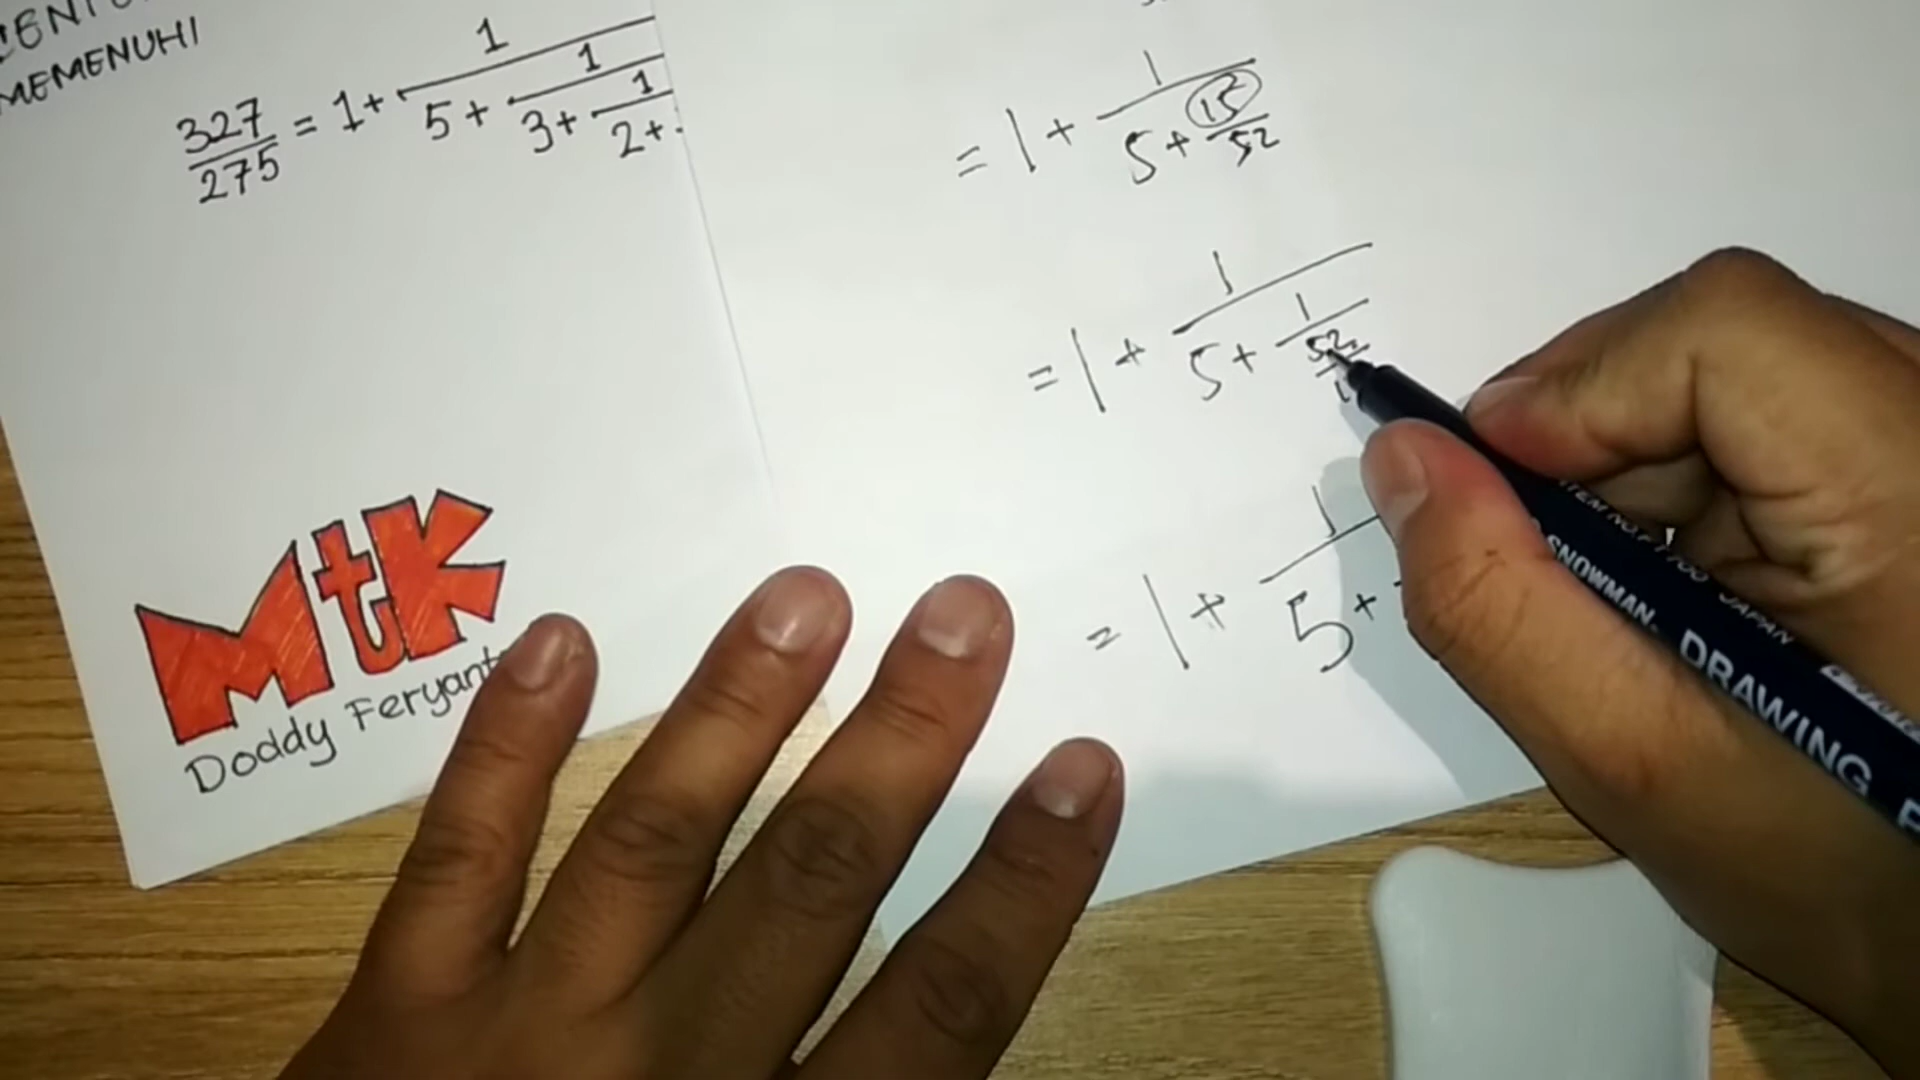 MEMENUHI
327/275 = 1 + 1/(5 + 1/(3 + 1/(2 +
MtK
Doddy
= 1 + 1/(5 + 15/52)
= 1 + 1/(5 + 1/(52/
= 1 + 1/(5 +
SNOWMAN. DRAWING
JAPAN